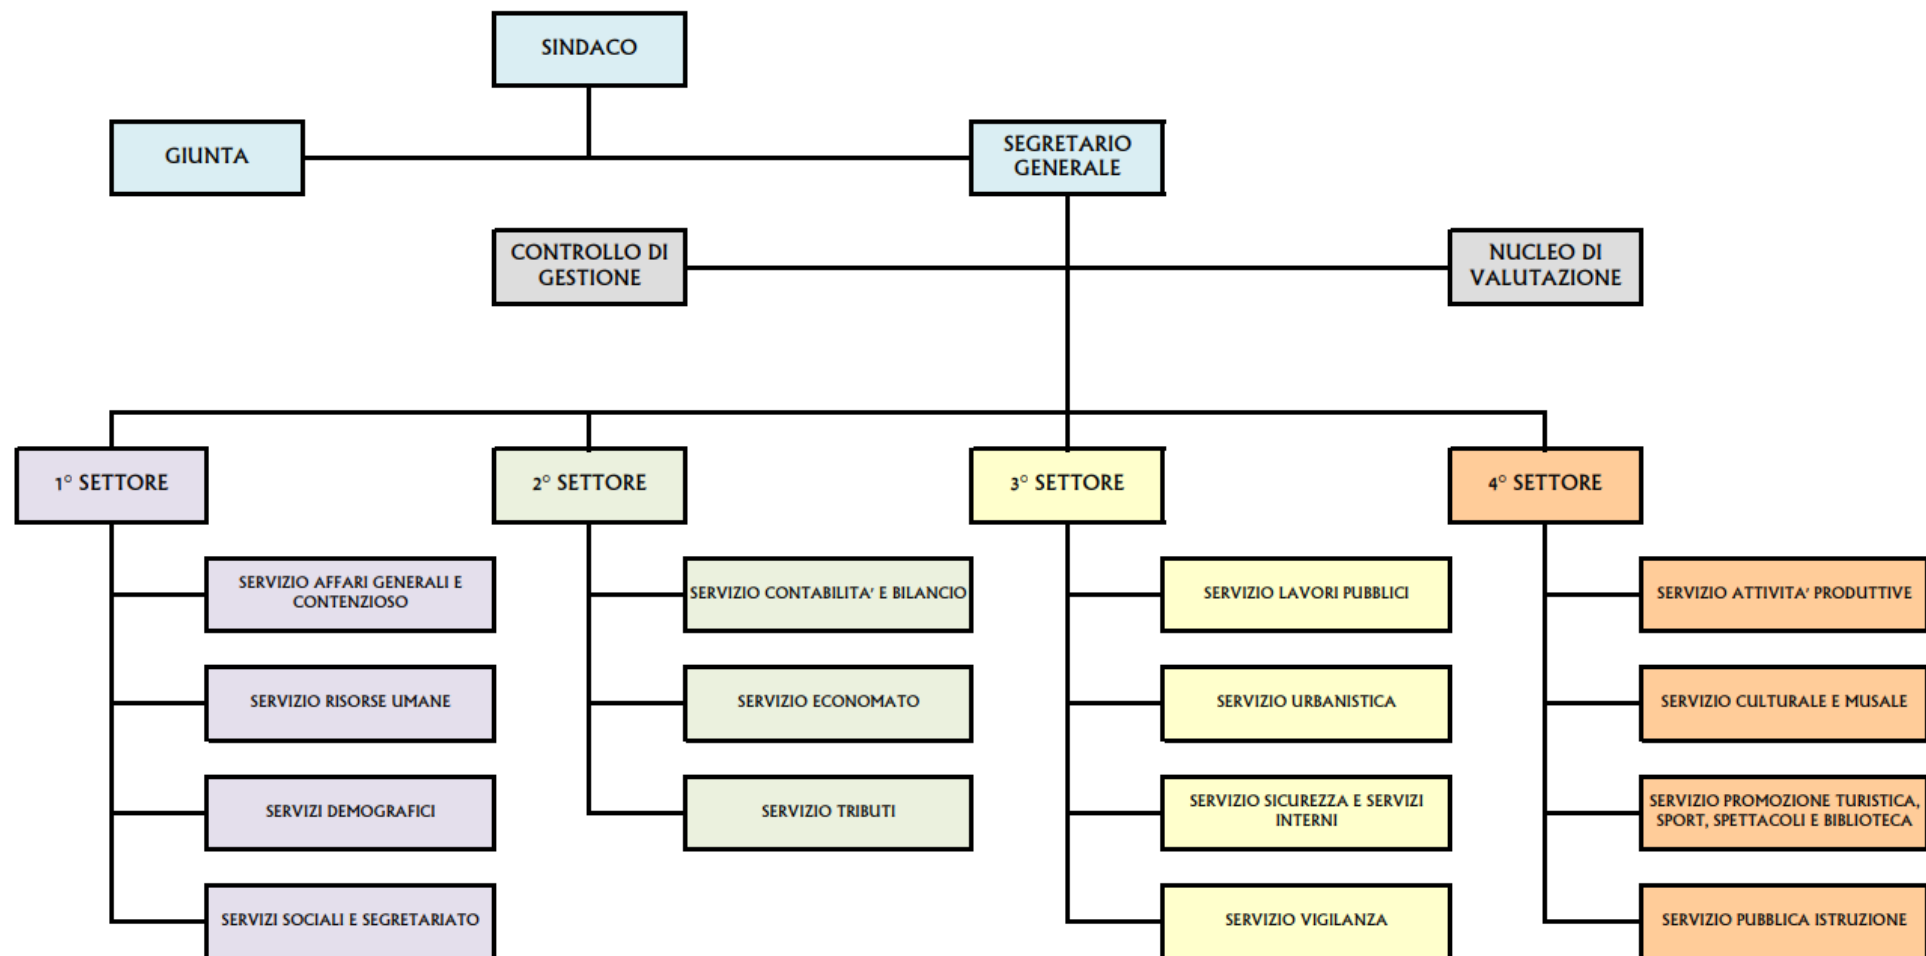 SINDACO
GIUNTA
SEGRETARIO
GENERALE
CONTROLLO DI
GESTIONE
NUCLEO DI
VALUTAZIONE
1° SETTORE
2° SETTORE
3° SETTORE
4° SETTORE
SERVIZIO AFFARI GENERALI E
CONTENZIOSO
SERVIZIO CONTABILITA' E BILANCIO
SERVIZIO LAVORI PUBBLICI
SERVIZIO ATTIVITA' PRODUTTIVE
SERVIZIO RISORSE UMANE
SERVIZIO ECONOMATO
SERVIZIO URBANISTICA
SERVIZIO CULTURALE E MUSALE
SERVIZI DEMOGRAFICI
SERVIZIO TRIBUTI
SERVIZIO SICUREZZA E SERVIZI
INTERNI
SERVIZIO PROMOZIONE TURISTICA,
SPORT, SPETTACOLI E BIBLIOTECA
SERVIZI SOCIALI E SEGRETARIATO
SERVIZIO VIGILANZA
SERVIZIO PUBBLICA ISTRUZIONE